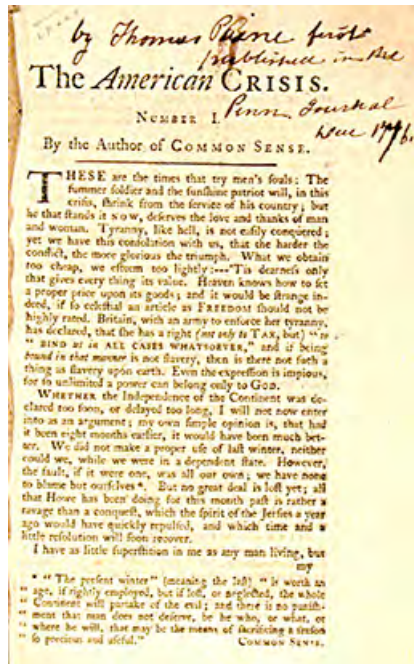 by Thomas Paine first
published in the
The American CRISIS.
Penn. Journal
NUMBER I.
Dec 1776.
By the Author of COMMON SENSE.
THESE are the times that try men's souls: The
ſummer ſoldier and the ſunſhine patriot will, in this
criſis, ſhrink from the ſervice of his country; but
he that ſtands it NOW, deſerves the love and thanks of man
and woman. Tyranny, like hell, is not eaſily conquered;
yet we have this conſolation with us, that the harder the
conflict, the more glorious the triumph. What we obtain
too cheap, we eſteem too lightly:---'Tis dearneſs only
that gives every thing its value. Heaven knows how to ſet
a proper price upon its goods; and it would be ſtrange in-
deed, if ſo celeſtial an article as FREEDOM ſhould not be
highly rated. Britain, with an army to enforce her tyranny,
has declared, that ſhe has a right (not only to TAX, but) "to
" BIND us in ALL CASES WHATSOEVER," and if being
bound in that manner is not ſlavery, then is there not ſuch a
thing as ſlavery upon earth. Even the expreſſion is impious,
for ſo unlimited a power can belong only to GOD.
WHETHER the Independence of the Continent was de-
clared too ſoon, or delayed too long, I will not now enter
into as an argument; my own ſimple opinion is, that had
it been eight months earlier, it would have been much bet-
ter. We did not make a proper uſe of laſt winter, neither
could we, while we were in a dependent ſtate. However,
the fault, if it were one, was all our own; we have none
to blame but ourſelves*. But no great deal is loſt yet; all
that Howe has been doing for this month paſt is rather a
ravage than a conqueſt, which the ſpirit of the Jerſies a year
ago would have quickly repulſed, and which time and a
little reſolution will ſoon recover.
I have as little ſuperſtition in me as any man living, but
my
* " The preſent winter" (meaning the laſt) " is worth an
" age, if rightly employed, but if loſt, or neglected, the whole
" Continent will partake of the evil; and there is no puniſh-
" ment that man does not deſerve, be he who, or what, or
" where he will, that may be the means of ſacrificing a ſeaſon
" ſo precious and uſeful." COMMON SENSE.